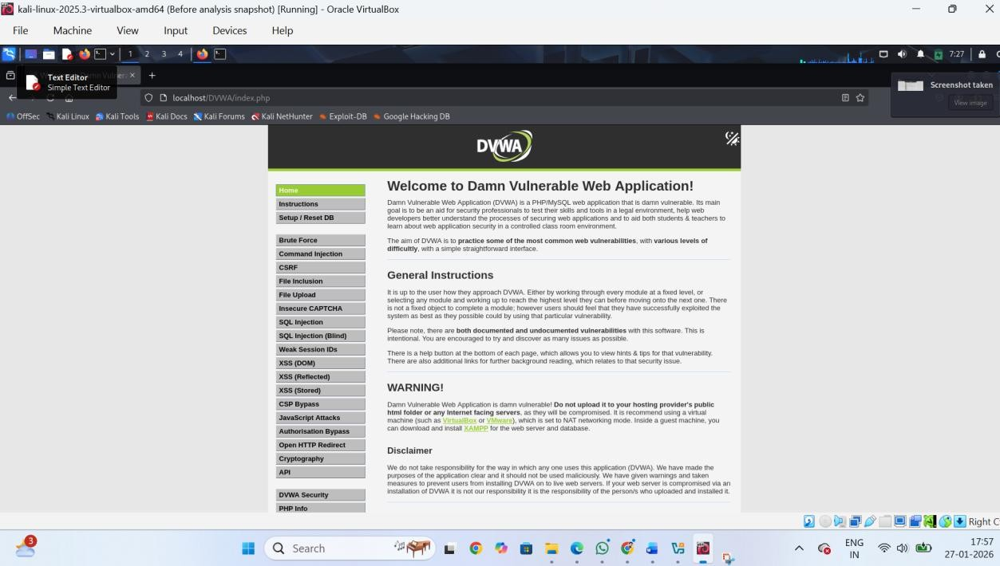 kali-linux-2025.3-virtualbox-amd64 (Before analysis snapshot) [Running] - Oracle VirtualBox
File Machine View Input Devices Help
1 2 3 4 7:27
Text Editor
Simple Text Editor
Screenshot taken
View image
localhost/DVWA/index.php
OffSec Kali Linux Kali Tools Kali Docs Kali Forums Kali NetHunter Exploit-DB Google Hacking DB
DVWA
Home
Instructions
Setup / Reset DB
Brute Force
Command Injection
CSRF
File Inclusion
File Upload
Insecure CAPTCHA
SQL Injection
SQL Injection (Blind)
Weak Session IDs
XSS (DOM)
XSS (Reflected)
XSS (Stored)
CSP Bypass
JavaScript Attacks
Authorisation Bypass
Open HTTP Redirect
Cryptography
API
DVWA Security
PHP Info
Welcome to Damn Vulnerable Web Application!
Damn Vulnerable Web Application (DVWA) is a PHP/MySQL web application that is damn vulnerable. Its main
goal is to be an aid for security professionals to test their skills and tools in a legal environment, help web
developers better understand the processes of securing web applications and to aid both students & teachers to
learn about web application security in a controlled class room environment.
The aim of DVWA is to practice some of the most common web vulnerabilities, with various levels of
difficultly, with a simple straightforward interface.
General Instructions
It is up to the user how they approach DVWA. Either by working through every module at a fixed level, or
selecting any module and working up to reach the highest level they can before moving onto the next one. There
is not a fixed object to complete a module; however users should feel that they have successfully exploited the
system as best as they possible could by using that particular vulnerability.
Please note, there are both documented and undocumented vulnerabilities with this software. This is
intentional. You are encouraged to try and discover as many issues as possible.
There is a help button at the bottom of each page, which allows you to view hints & tips for that vulnerability.
There are also additional links for further background reading, which relates to that security issue.
WARNING!
Damn Vulnerable Web Application is damn vulnerable! Do not upload it to your hosting provider's public
html folder or any Internet facing servers, as they will be compromised. It is recommend using a virtual
machine (such as VirtualBox or VMware), which is set to NAT networking mode. Inside a guest machine, you
can download and install XAMPP for the web server and database.
Disclaimer
We do not take responsibility for the way in which any one uses this application (DVWA). We have made the
purposes of the application clear and it should not be used maliciously. We have given warnings and taken
measures to prevent users from installing DVWA on to live web servers. If your web server is compromised via an
installation of DVWA it is not our responsibility it is the responsibility of the person/s who uploaded and installed it.
Right C
3
Search
ENG
IN
17:57
27-01-2026